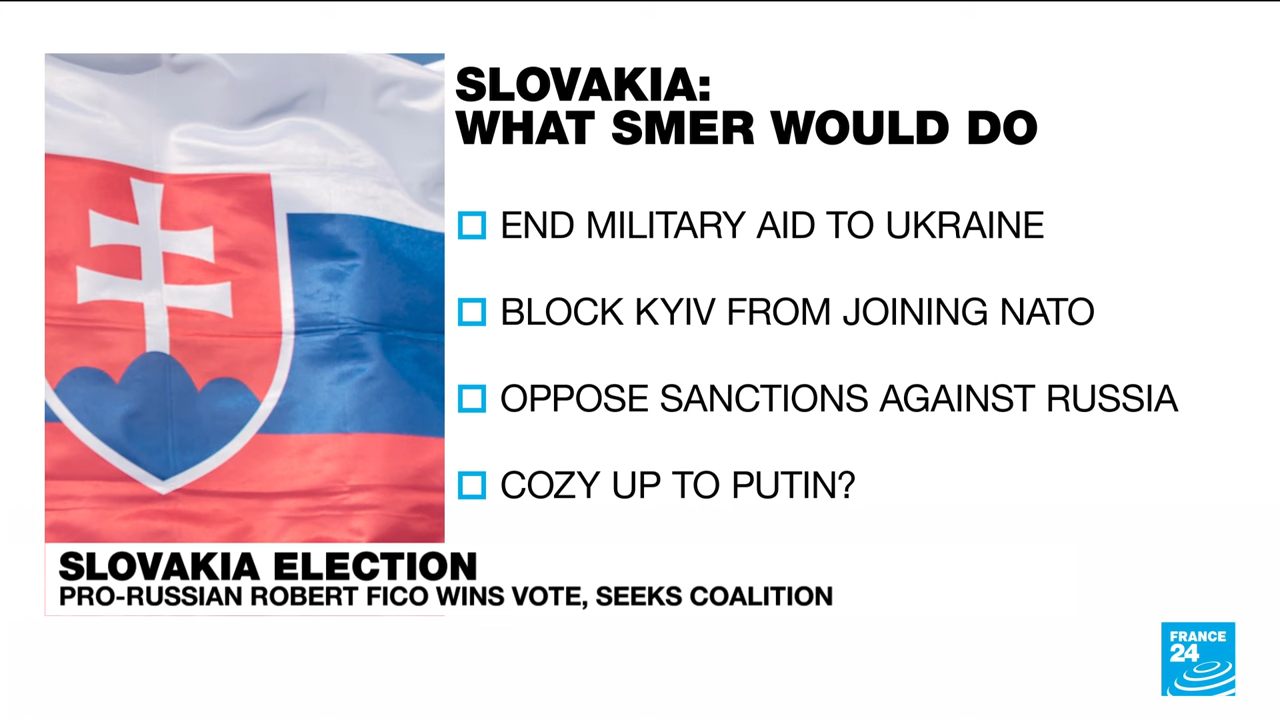 SLOVAKIA:
WHAT SMER WOULD DO
END MILITARY AID TO UKRAINE
BLOCK KYIV FROM JOINING NATO
OPPOSE SANCTIONS AGAINST RUSSIA
COZY UP TO PUTIN?
SLOVAKIA ELECTION
PRO-RUSSIAN ROBERT FICO WINS VOTE, SEEKS COALITION
FRANCE
24